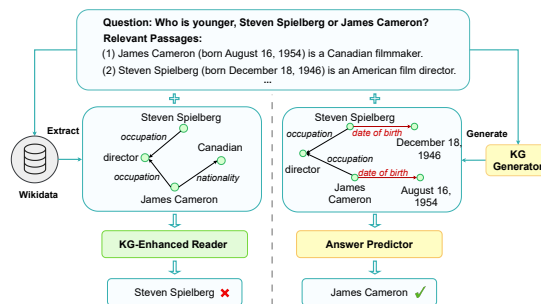 Question: Who is younger, Steven Spielberg or James Cameron?
Relevant Passages:
(1) James Cameron (born August 16, 1954) is a Canadian filmmaker.
(2) Steven Spielberg (born December 18, 1946) is an American film director.
...
Extract
Wikidata
Steven Spielberg
occupation
Canadian
director
occupation
nationality
James Cameron
KG-Enhanced Reader
Steven Spielberg
Steven Spielberg
date of birth
occupation
December 18,
1946
director
occupation
date of birth
James
Cameron
August 16,
1954
Generate
KG
Generator
Answer Predictor
James Cameron